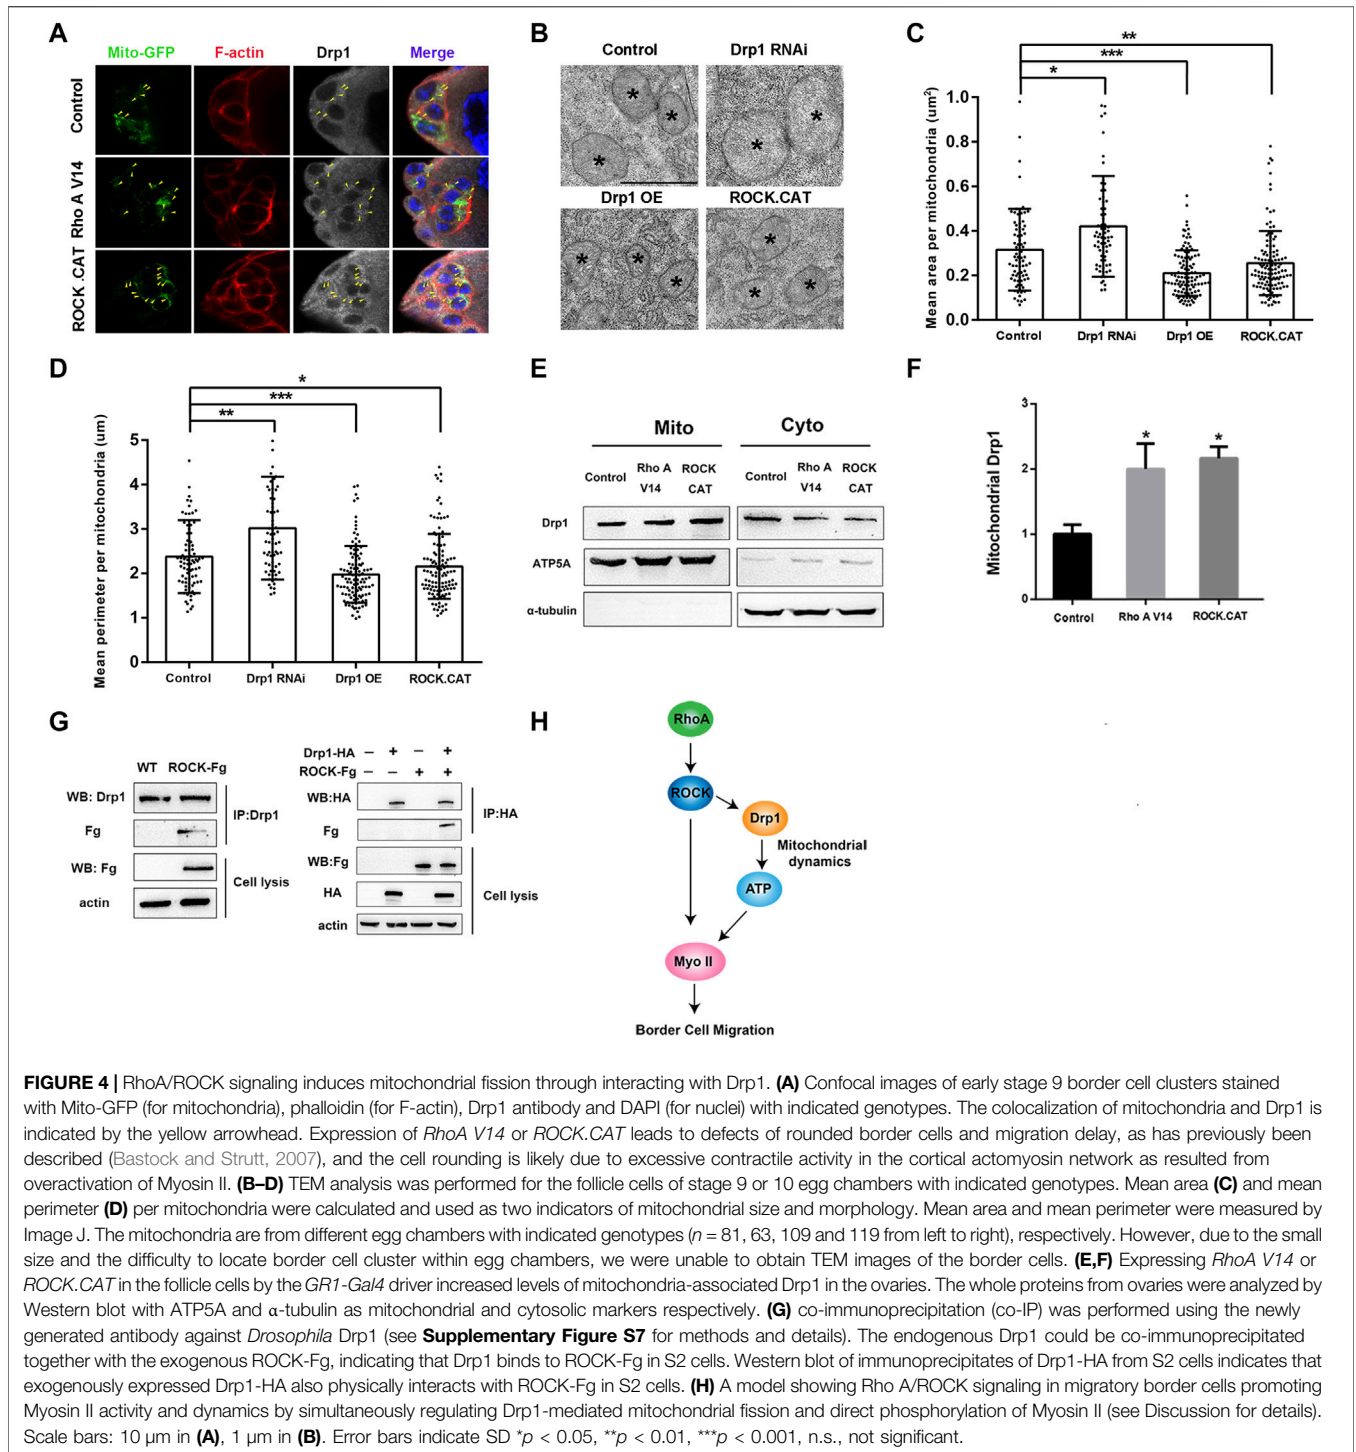 A
Mito-GFP F-actin Drp1 Merge
Control
Rho A V14
ROCK.CAT
B
Control Drp1 RNAi
* * * * *
Drp1 OE ROCK.CAT
* * * * * *
C
**
***
*
Mean area per mitochondria (um²)
1.0
0.8
0.6
0.4
0.2
0.0
Control Drp1 RNAi Drp1 OE ROCK.CAT
D
*
***
**
Mean perimeter per mitochondria (um)
5
4
3
2
1
0
Control Drp1 RNAi Drp1 OE ROCK.CAT
E
Mito Cyto
Control Rho A V14 ROCK CAT Control Rho A V14 ROCK CAT
Drp1
ATP5A
α-tubulin
F
Mitochondrial Drp1
3
2
1
0
* *
Control Rho A V14 ROCK.CAT
G
WT ROCK-Fg
WB: Drp1
Fg
IP:Drp1
WB: Fg
actin
Cell lysis
Drp1-HA – + – +
ROCK-Fg – – + +
WB:HA
Fg
IP:HA
WB:Fg
HA
actin
Cell lysis
H
RhoA
ROCK
Drp1
Mitochondrial
dynamics
ATP
Myo II
Border Cell Migration
FIGURE 4 | RhoA/ROCK signaling induces mitochondrial fission through interacting with Drp1. (A) Confocal images of early stage 9 border cell clusters stained
with Mito-GFP (for mitochondria), phalloidin (for F-actin), Drp1 antibody and DAPI (for nuclei) with indicated genotypes. The colocalization of mitochondria and Drp1 is
indicated by the yellow arrowhead. Expression of RhoA V14 or ROCK.CAT leads to defects of rounded border cells and migration delay, as has previously been
described (Bastock and Strutt, 2007), and the cell rounding is likely due to excessive contractile activity in the cortical actomyosin network as resulted from
overactivation of Myosin II. (B–D) TEM analysis was performed for the follicle cells of stage 9 or 10 egg chambers with indicated genotypes. Mean area (C) and mean
perimeter (D) per mitochondria were calculated and used as two indicators of mitochondrial size and morphology. Mean area and mean perimeter were measured by
Image J. The mitochondria are from different egg chambers with indicated genotypes (n = 81, 63, 109 and 119 from left to right), respectively. However, due to the small
size and the difficulty to locate border cell cluster within egg chambers, we were unable to obtain TEM images of the border cells. (E,F) Expressing RhoA V14 or
ROCK.CAT in the follicle cells by the GR1-Gal4 driver increased levels of mitochondria-associated Drp1 in the ovaries. The whole proteins from ovaries were analyzed by
Western blot with ATP5A and α-tubulin as mitochondrial and cytosolic markers respectively. (G) co-immunoprecipitation (co-IP) was performed using the newly
generated antibody against Drosophila Drp1 (see Supplementary Figure S7 for methods and details). The endogenous Drp1 could be co-immunoprecipitated
together with the exogenous ROCK-Fg, indicating that Drp1 binds to ROCK-Fg in S2 cells. Western blot of immunoprecipitates of Drp1-HA from S2 cells indicates that
exogenously expressed Drp1-HA also physically interacts with ROCK-Fg in S2 cells. (H) A model showing Rho A/ROCK signaling in migratory border cells promoting
Myosin II activity and dynamics by simultaneously regulating Drp1-mediated mitochondrial fission and direct phosphorylation of Myosin II (see Discussion for details).
Scale bars: 10 µm in (A), 1 µm in (B). Error bars indicate SD *p < 0.05, **p < 0.01, ***p < 0.001, n.s., not significant.